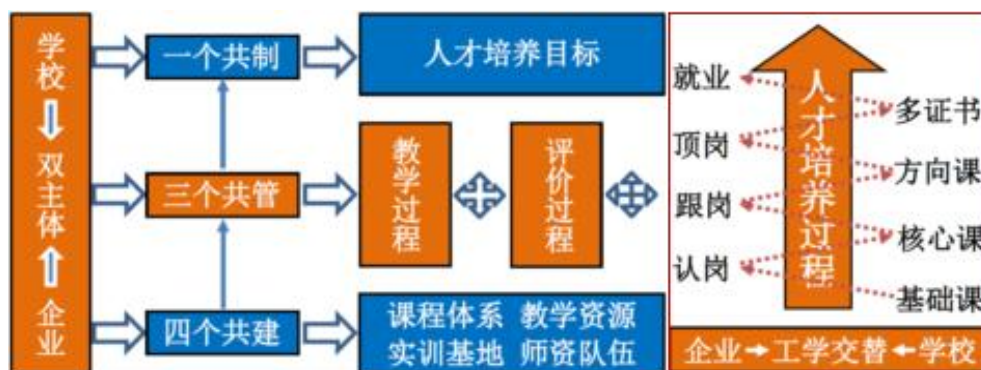 学校
双主体
企业
一个共制
人才培养目标
三个共管
教学过程
评价过程
四个共建
课程体系 教学资源
实训基地 师资队伍
就业
顶岗
跟岗
认岗
人才培养过程
多证书
方向课
核心课
基础课
企业→工学交替←学校